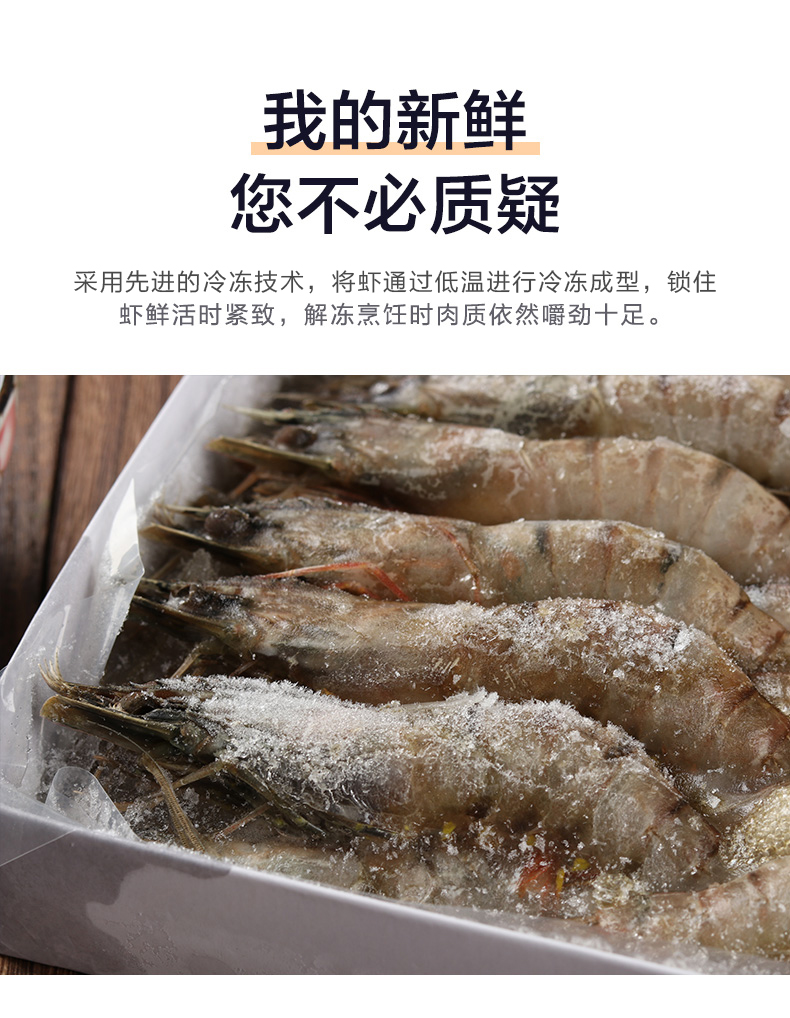 我的新鲜
您不必质疑
采用先进的冷冻技术，将虾通过低温进行冷冻成型，锁住
虾鲜活时紧致，解冻烹饪时肉质依然嚼劲十足。